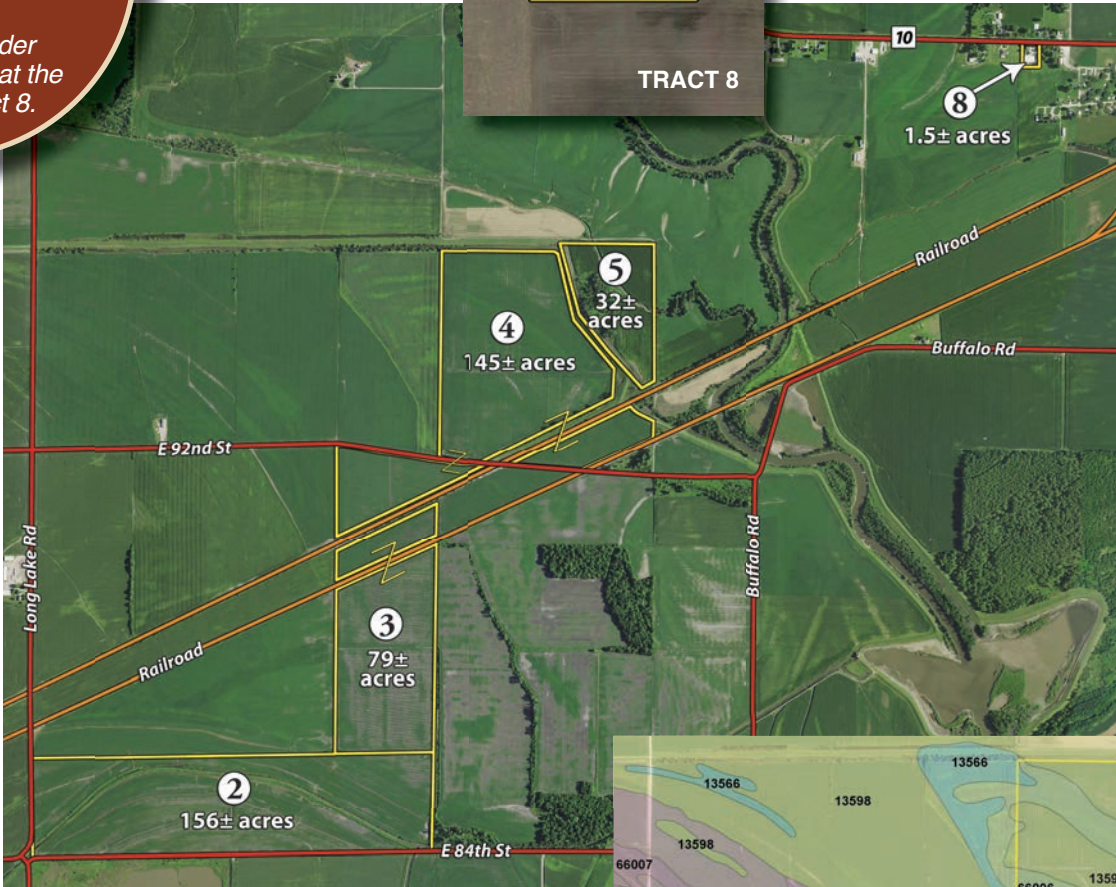 at the
t 8.
TRACT 8
10
8
1.5± acres
Railroad
5
32±
acres
4
145± acres
Buffalo Rd
E 92nd St
Long Lake Rd
Buffalo Rd
3
79±
acres
Railroad
2
156± acres
E 84th St
13566
13566
13598
13598
66007